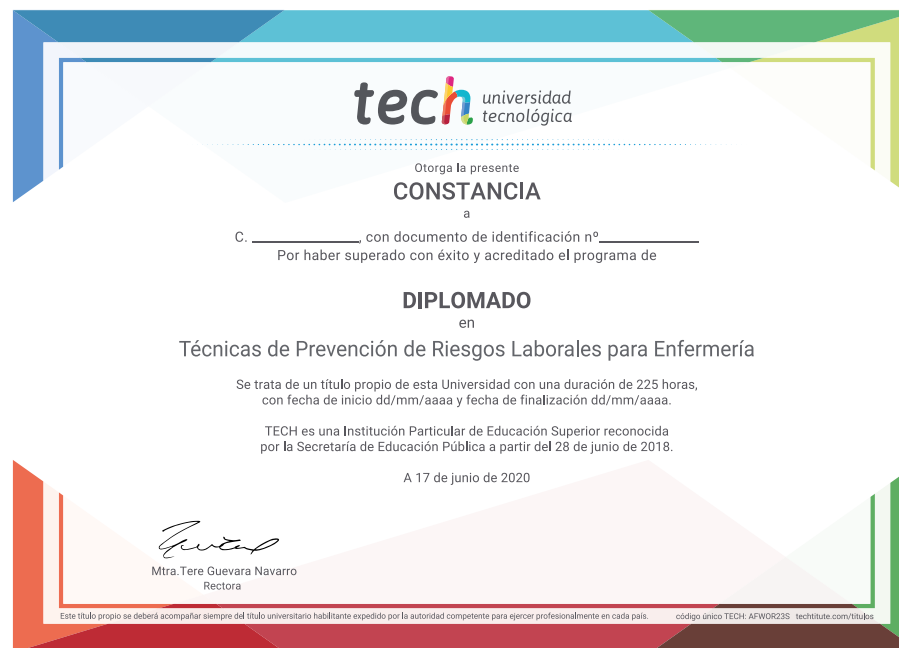 tech universidad
tecnológica
Otorga la presente
CONSTANCIA
a
C. ______________, con documento de identificación nº_____________
Por haber superado con éxito y acreditado el programa de
DIPLOMADO
en
Técnicas de Prevención de Riesgos Laborales para Enfermería
Se trata de un título propio de esta Universidad con una duración de 225 horas,
con fecha de inicio dd/mm/aaaa y fecha de finalización dd/mm/aaaa.
TECH es una Institución Particular de Educación Superior reconocida
por la Secretaría de Educación Pública a partir del 28 de junio de 2018.
A 17 de junio de 2020
Mtra.Tere Guevara Navarro
Rectora
Este título propio se deberá acompañar siempre del título universitario habilitante expedido por la autoridad competente para ejercer profesionalmente en cada país. código único TECH: AFWOR23S techtitute.com/titulos